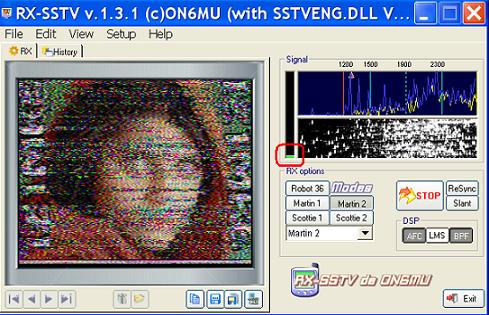 RX-SSTV v.1.3.1 (c)ON6MU (with SSTVENG.DLL V...
File Edit View Setup Help
RX History
Signal
1200 1500 1900 2300
RX options
Robot 36 Modes
Martin 1 Martin 2
Scottie 1 Scottie 2
Martin 2
STOP
ReSync
Slant
DSP
AFC LMS BPF
RX-SSTV da ON6MU
Exit